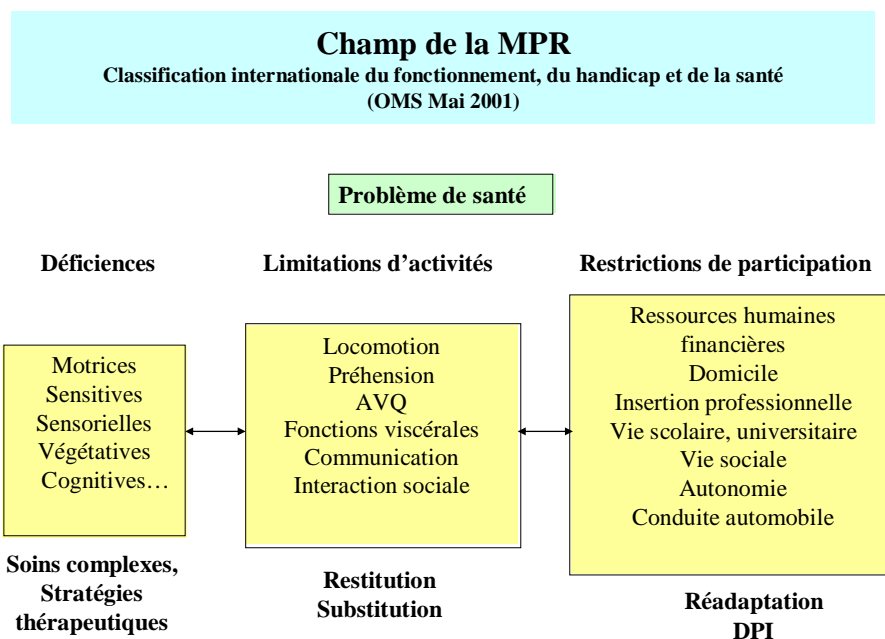 Champ de la MPR
Classification internationale du fonctionnement, du handicap et de la santé
(OMS Mai 2001)
Problème de santé
Déficiences
Limitations d'activités
Restrictions de participation
Motrices
Sensitives
Sensorielles
Végétatives
Cognitives…
Locomotion
Préhension
AVQ
Fonctions viscérales
Communication
Interaction sociale
Ressources humaines
financières
Domicile
Insertion professionnelle
Vie scolaire, universitaire
Vie sociale
Autonomie
Conduite automobile
Soins complexes,
Stratégies
thérapeutiques
Restitution
Substitution
Réadaptation
DPI